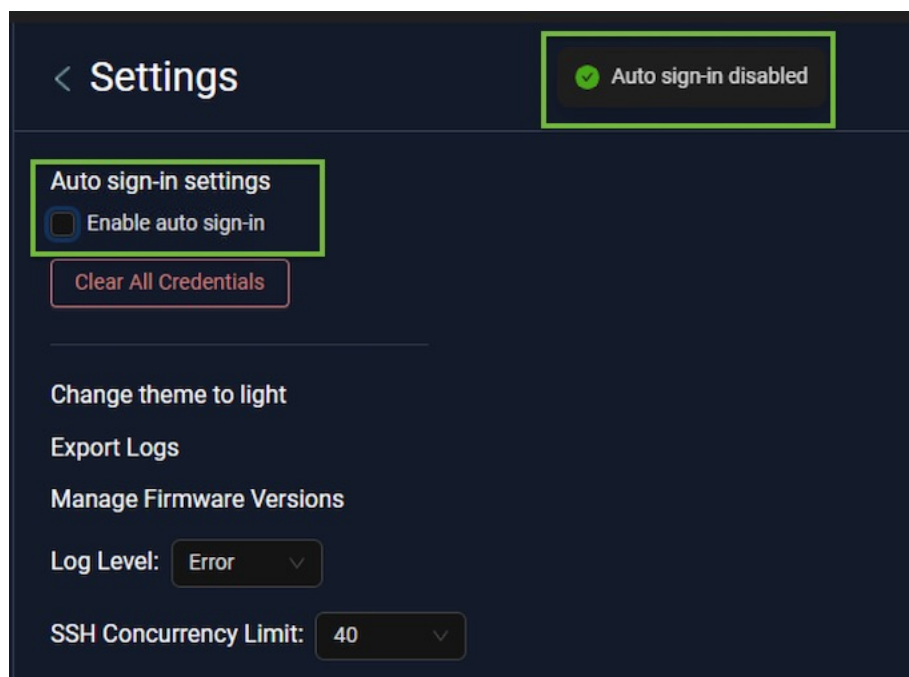 Settings
Auto sign-in disabled
Auto sign-in settings
Enable auto sign-in
Clear All Credentials
Change theme to light
Export Logs
Manage Firmware Versions
Log Level: Error
SSH Concurrency Limit: 40